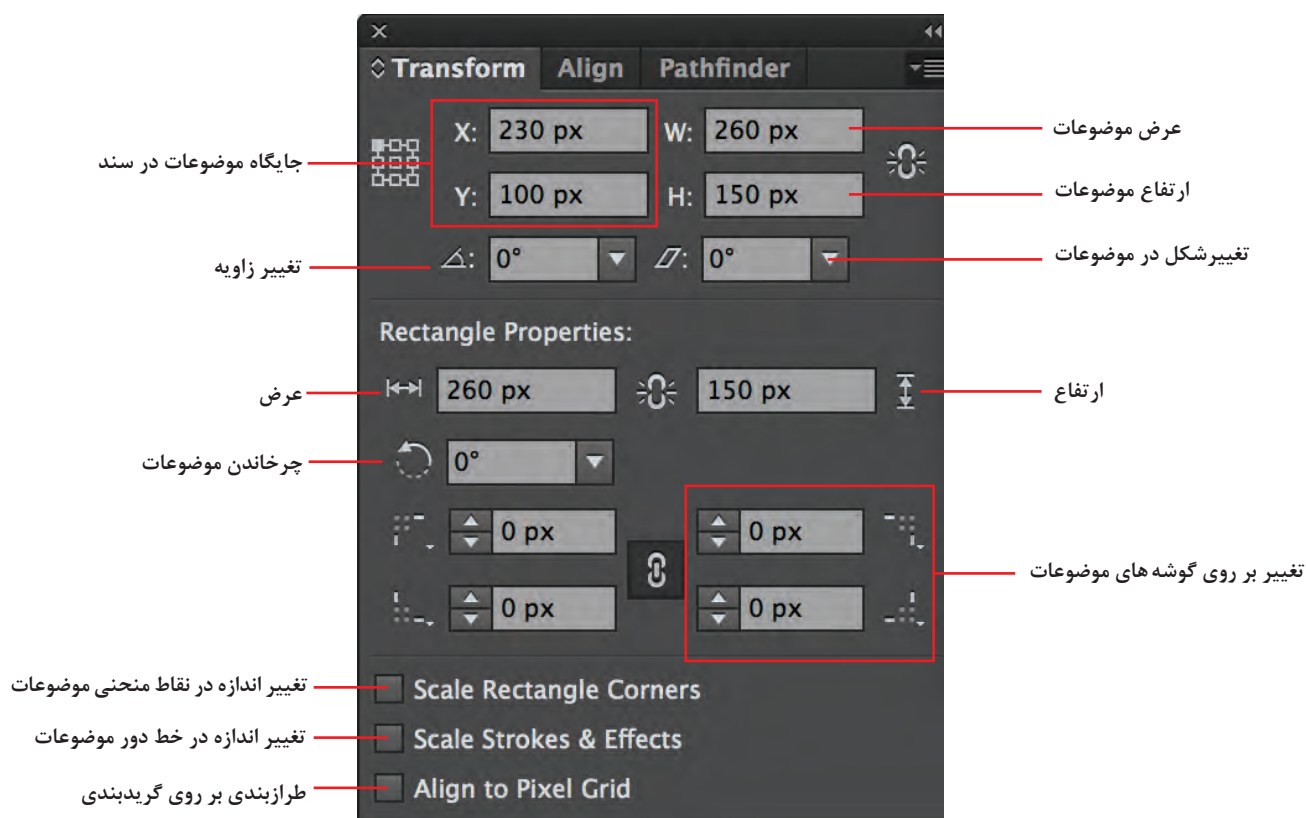 Transform Align Pathfinder
X: 230 px W: 260 px
عرض موضوعات
جایگاه موضوعات در سند
Y: 100 px H: 150 px
ارتفاع موضوعات
تغییر زاویه
0° 0°
تغییرشکل در موضوعات
Rectangle Properties:
عرض
260 px 150 px
ارتفاع
چرخاندن موضوعات
0°
0 px 0 px
تغییر بر روی گوشه های موضوعات
0 px 0 px
تغییر اندازه در نقاط منحنی موضوعات
Scale Rectangle Corners
تغییر اندازه در خط دور موضوعات
Scale Strokes & Effects
طرازبندی بر روی گریدبندی
Align to Pixel Grid